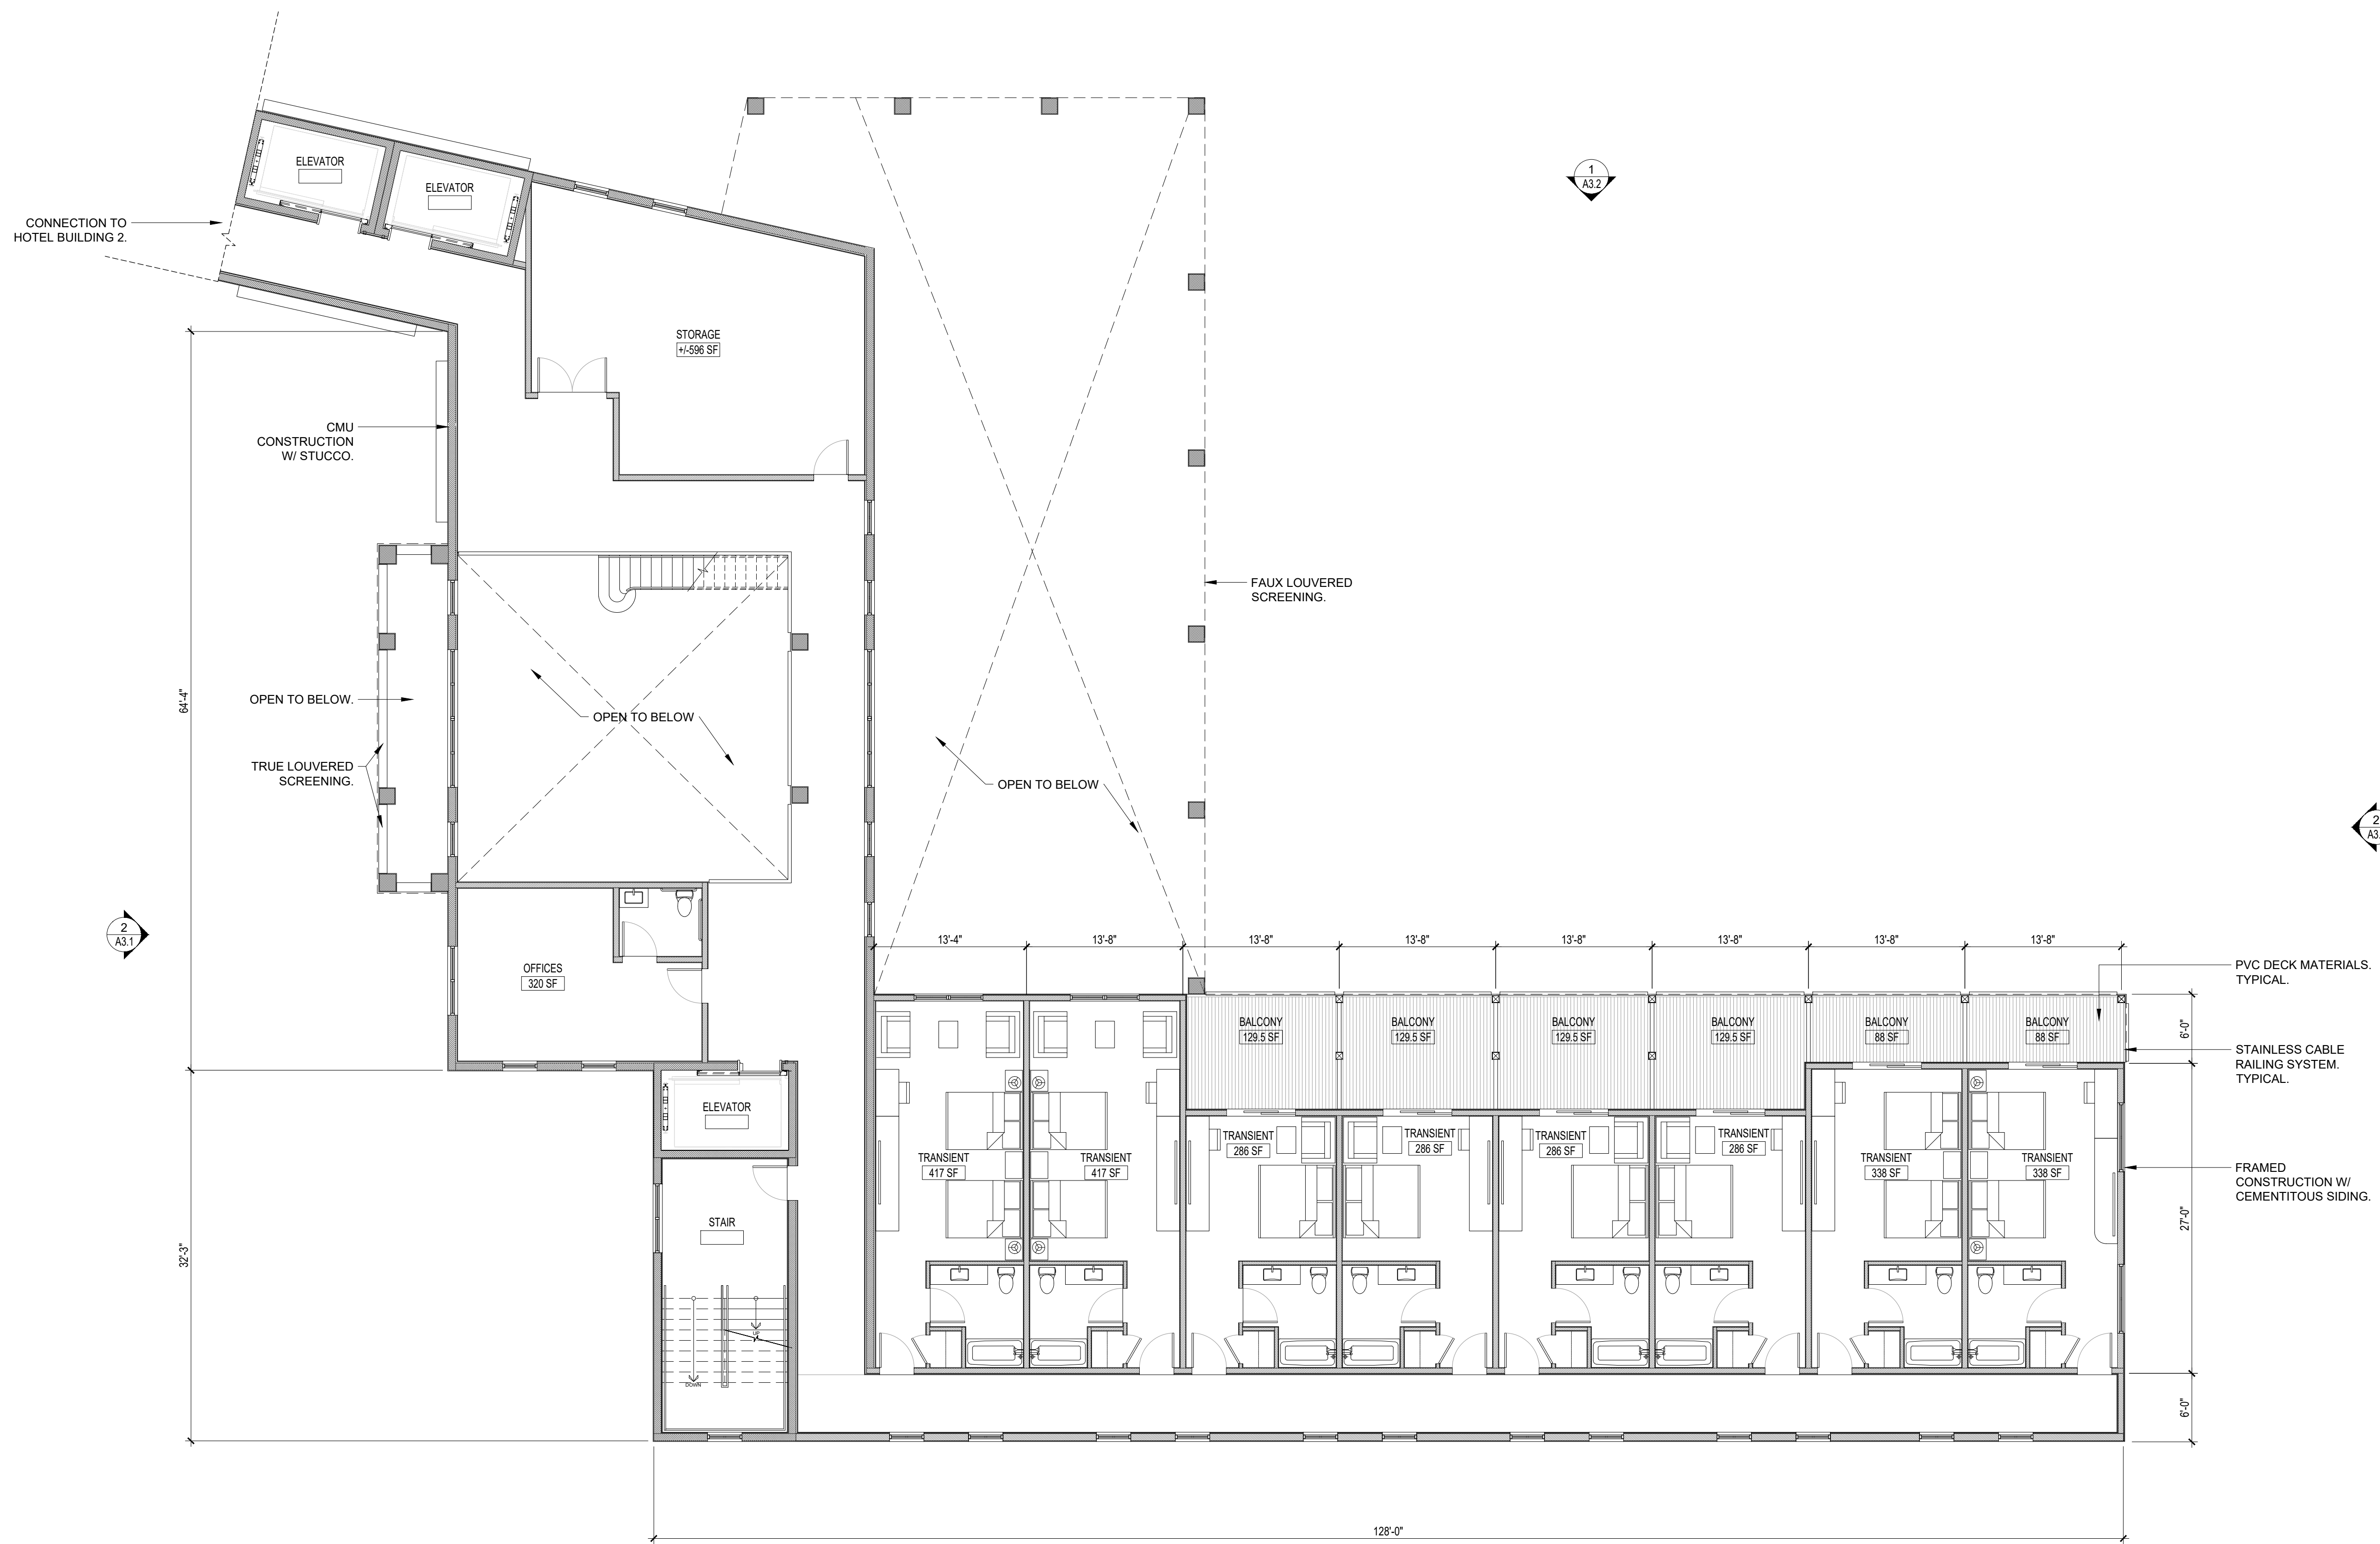 ELEVATOR
ELEVATOR
1
A3.2
CONNECTION TO
HOTEL BUILDING 2.
STORAGE
+/-596 SF
CMU
CONSTRUCTION
W/ STUCCO.
FAUX LOUVERED
SCREENING.
64'-4"
OPEN TO BELOW.
OPEN TO BELOW
TRUE LOUVERED
SCREENING.
OPEN TO BELOW
2
A3.
2
A3.1
13'-4"
13'-8"
13'-8"
13'-8"
13'-8"
13'-8"
13'-8"
13'-8"
OFFICES
320 SF
PVC DECK MATERIALS.
TYPICAL.
BALCONY
129.5 SF
BALCONY
129.5 SF
BALCONY
129.5 SF
BALCONY
129.5 SF
BALCONY
88 SF
BALCONY
88 SF
6'-0"
STAINLESS CABLE
RAILING SYSTEM.
TYPICAL.
ELEVATOR
TRANSIENT
417 SF
TRANSIENT
417 SF
TRANSIENT
286 SF
TRANSIENT
286 SF
TRANSIENT
286 SF
TRANSIENT
286 SF
TRANSIENT
338 SF
TRANSIENT
338 SF
FRAMED
CONSTRUCTION W/
CEMENTITOUS SIDING.
27'-0"
STAIR
32'-3"
UP
DOWN
6'-0"
128'-0"